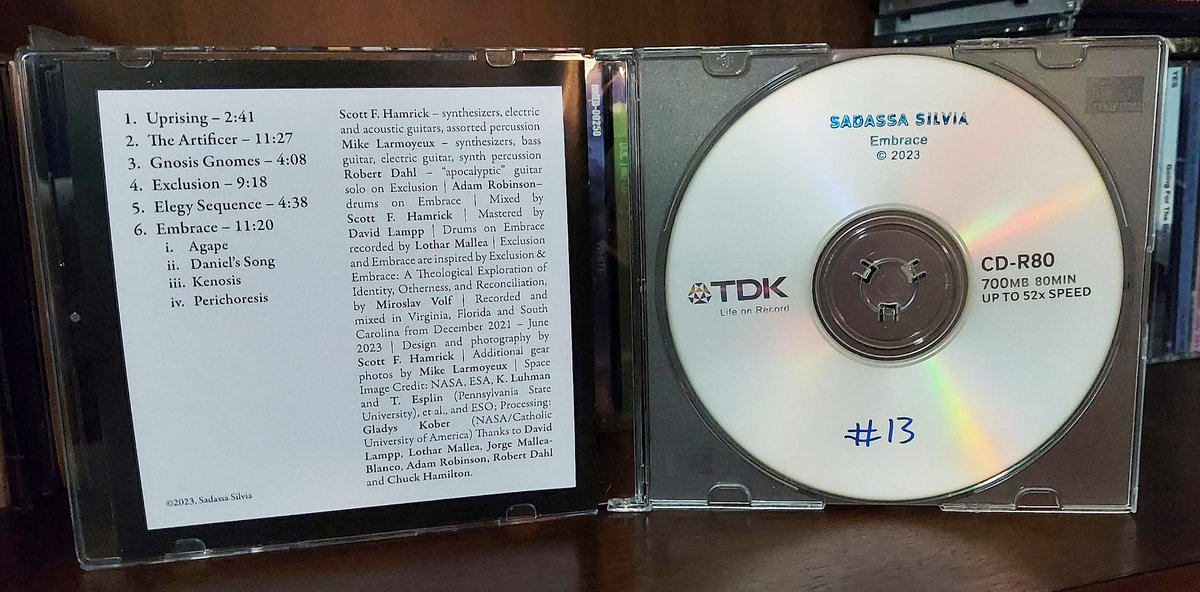 1. Uprising – 2:41
2. The Artificer – 11:27
3. Gnosis Gnomes – 4:08
4. Exclusion – 9:18
5. Elegy Sequence – 4:38
6. Embrace – 11:20
i. Agape
ii. Daniel's Song
iii. Kenosis
iv. Perichoresis
©2023, Sadassa Silvia
Scott F. Hamrick – synthesizers, electric
and acoustic guitars, assorted percussion
Mike Larmoyeux – synthesizers, bass
guitar, electric guitar, synth percussion
Robert Dahl – “apocalyptic” guitar
solo on Exclusion | Adam Robinson–
drums on Embrace | Mixed by
Scott F. Hamrick | Mastered by
David Lampp | Drums on Embrace
recorded by Lothar Mallea | Exclusion
and Embrace are inspired by Exclusion &
Embrace: A Theological Exploration of
Identity, Otherness, and Reconciliation,
by Miroslav Volf | Recorded and
mixed in Virginia, Florida and South
Carolina from December 2021 – June
2023 | Design and photography by
Scott F. Hamrick | Additional gear
photos by Mike Larmoyeux | Space
Image Credit: NASA, ESA, K. Luhman
and T. Esplin (Pennsylvania State
University), et al., and ESO; Processing:
Gladys Kober (NASA/Catholic
University of America) Thanks to David
Lampp, Lothar Mallea, Jorge Mallea-
Blanco, Adam Robinson, Robert Dahl
and Chuck Hamilton.
WHITE
SADASSA SILVIA
Embrace
© 2023
TDK
Life on Record
CD-R80
700MB 80MIN
UP TO 52x SPEED
#13
YES